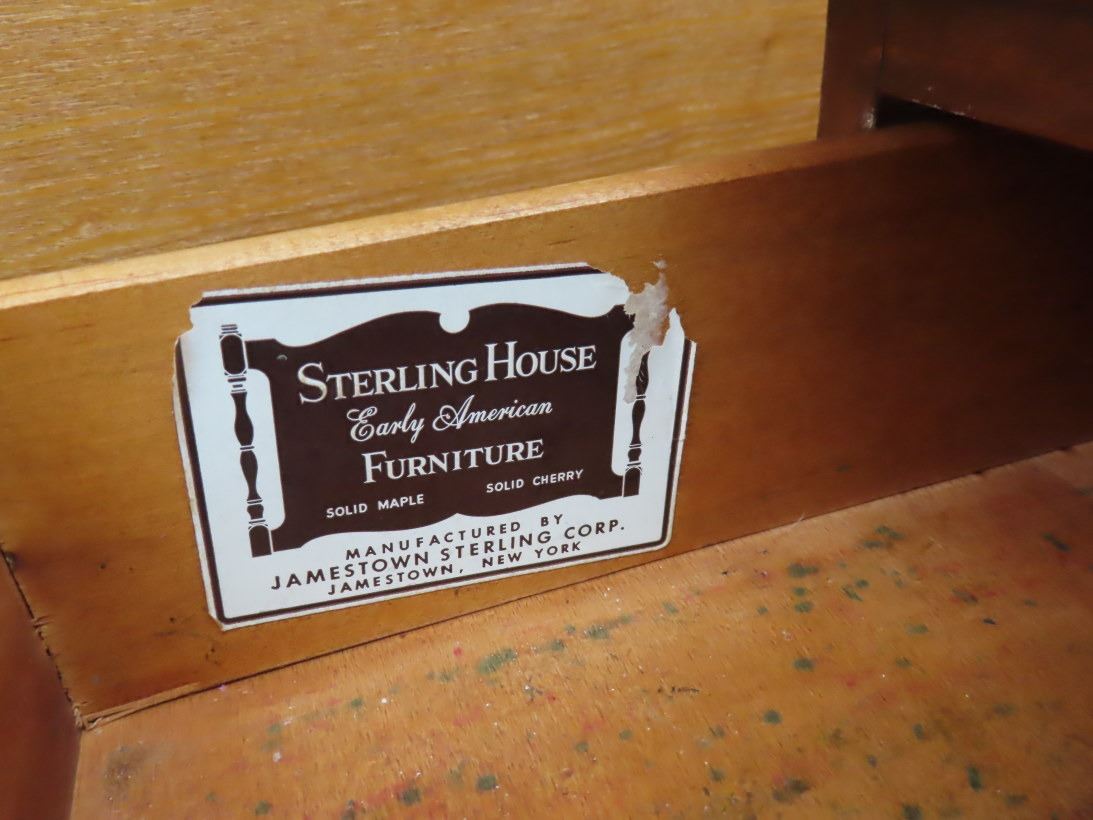 STERLING HOUSE
Early American
FURNITURE
SOLID MAPLE SOLID CHERRY
MANUFACTURED BY
JAMESTOWN STERLING CORP.
JAMESTOWN, NEW YORK